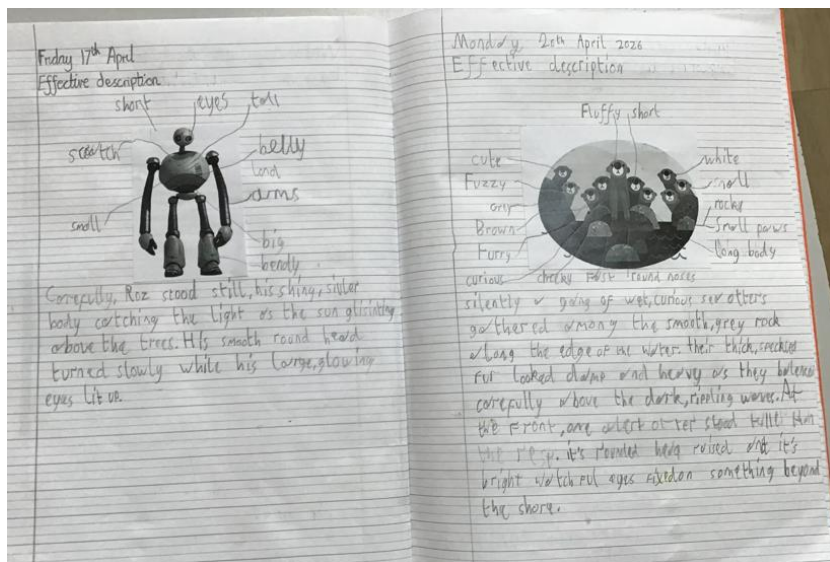 Friday 17th April
Effective description
short eyes tall
scratch belly
arms
small
big
bendy
Carefully, Roz stood still, his shiny, silver
body catching the light as the sun glistning
above the trees. His smooth round head
turned slowly while his large, glowing
eyes lit up.
Monday, 20th April 2026
Effective description
Fluffy short
cute white
Fuzzy small
Grey rocky
Brown Small paws
Furry long body
curious cheeky Fast round noses
silently a gang of wet, curious sea otters
gathered among the smooth, grey rock
along the edge of the water. their thick, speckled
fur looked damp and heavy as they balanced
carefully above the dark, rippling waves. At
the Front, one alert otter stood taller than
the resp. it's rounded head raised and it's
bright watchful eyes fixed on something beyond
the shore.